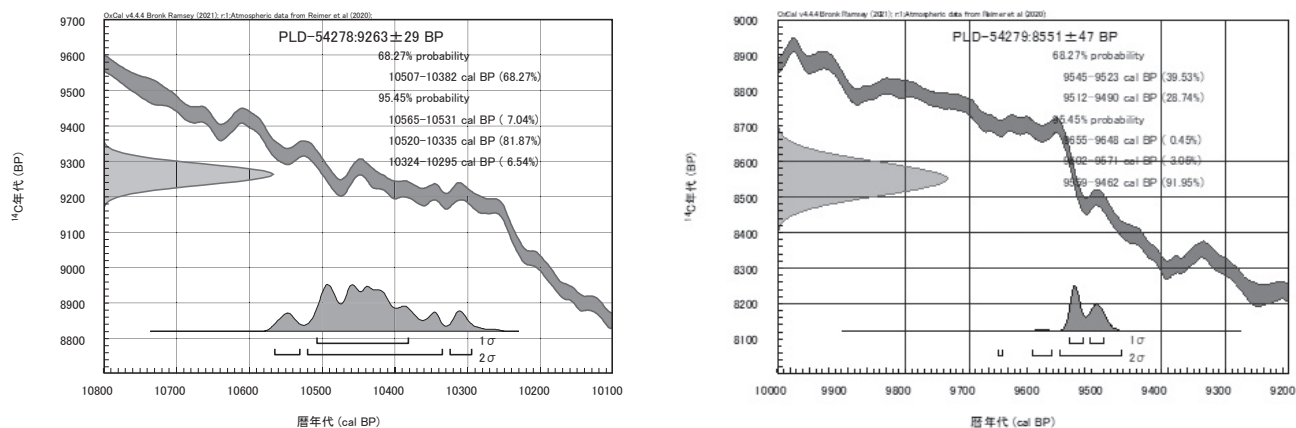 OxCal v4.4.4 Bronk Ramsey (2021); r:1;Atmospheric data from Reimer et al (2020);
PLD-54278:9263±29 BP
68.27% probability
10507-10382 cal BP (68.27%)
95.45% probability
10565-10531 cal BP ( 7.04%)
10520-10335 cal BP (81.87%)
10324-10295 cal BP ( 6.54%)
9700
9600
9500
9400
9300
9200
9100
9000
8900
8800
¹⁴C年代 (BP)
1σ
2σ
10800 10700 10600 10500 10400 10300 10200 10100
暦年代 (cal BP)
OxCal v4.4.4 Bronk Ramsey (2021); r:1;Atmospheric data from Reimer et al (2020);
PLD-54279:8551±47 BP
68.27% probability
9545-9523 cal BP (39.53%)
9512-9490 cal BP (28.74%)
95.45% probability
9655-9648 cal BP ( 0.45%)
9602-9571 cal BP ( 3.05%)
9559-9462 cal BP (91.95%)
9000
8900
8800
8700
8600
8500
8400
8300
8200
8100
¹⁴C年代 (BP)
1σ
2σ
10000 9900 9800 9700 9600 9500 9400 9300 9200
暦年代 (cal BP)